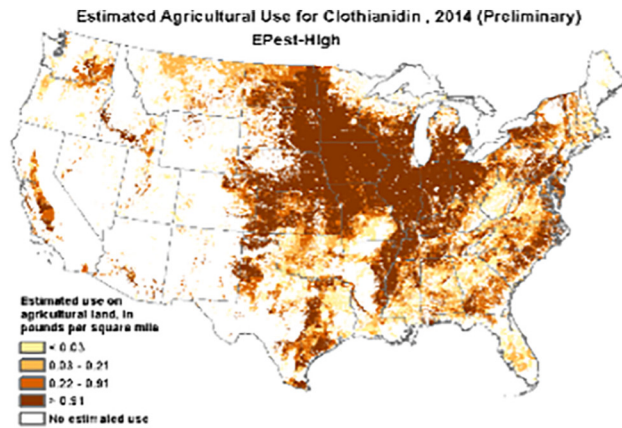 Estimated Agricultural Use for Clothianidin , 2014 (Preliminary)
EPest-High
Estimated use on
agricultural land, in
pounds per square mile
< 0.03
0.03 - 0.21
0.22 - 0.91
> 0.91
No estimated use